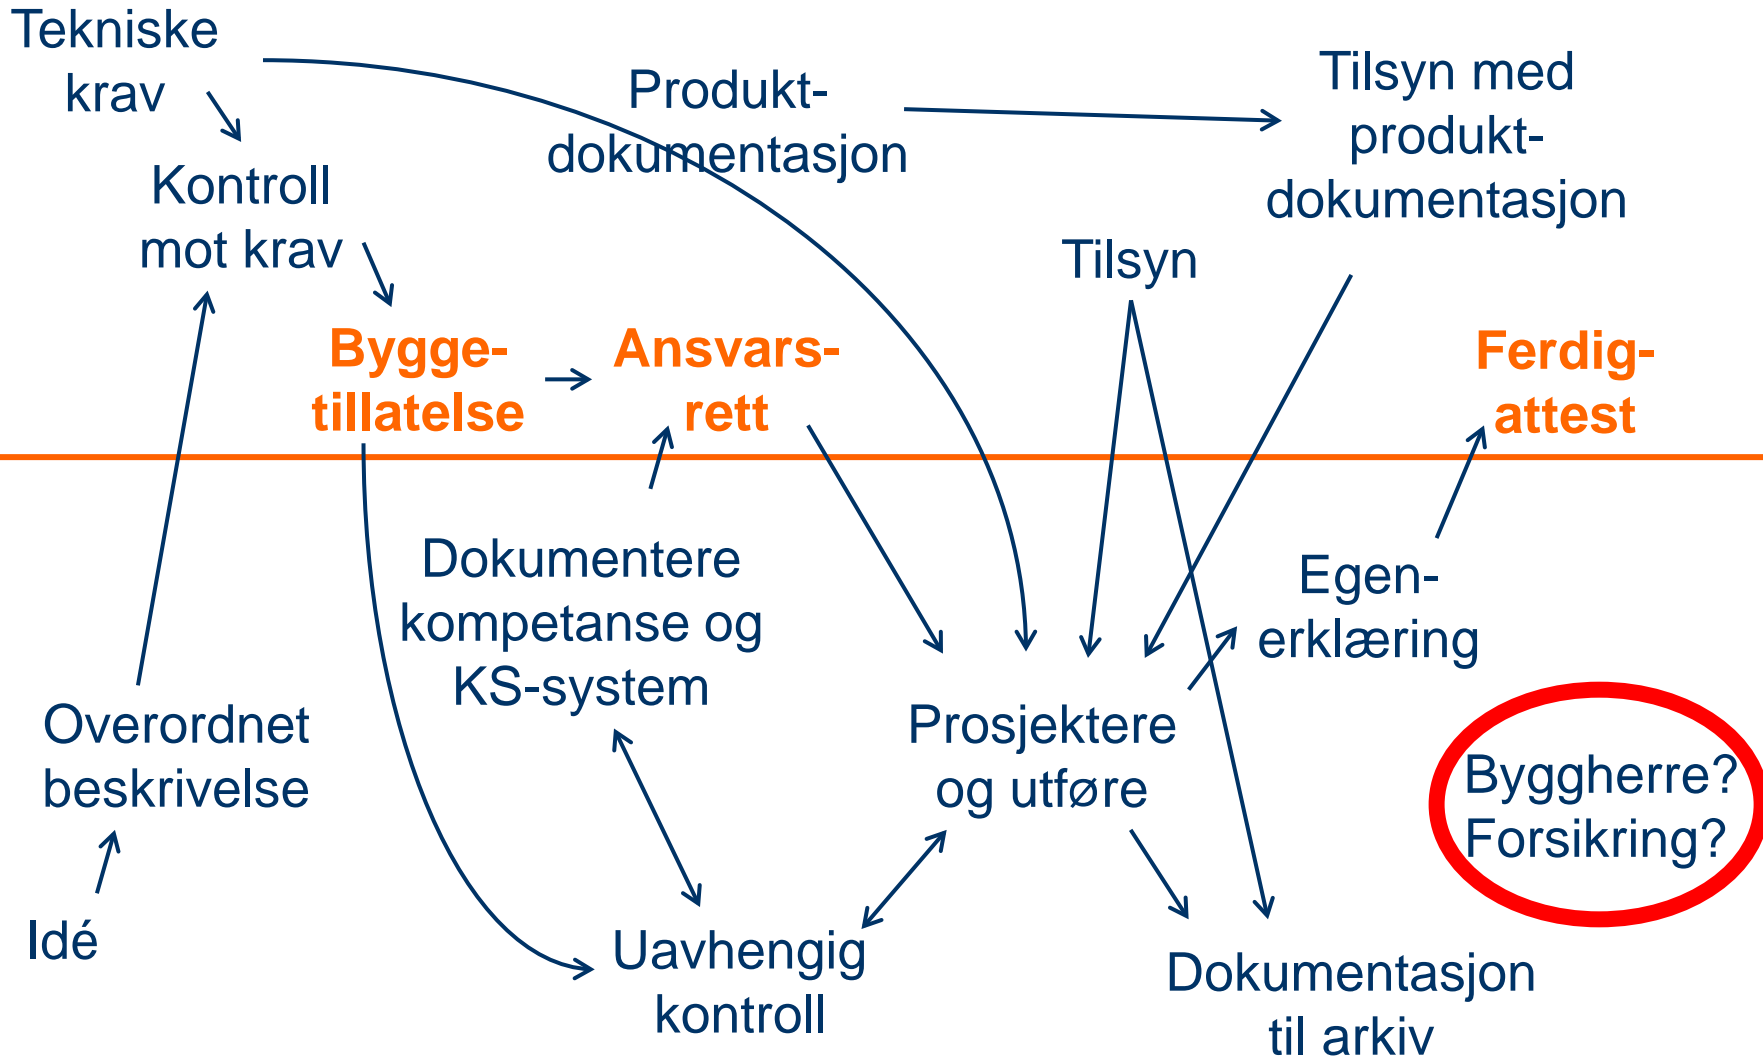 Tekniske
krav
Produkt-
dokumentasjon
Tilsyn med
produkt-
dokumentasjon
Kontroll
mot krav
Tilsyn
Bygge-
tillatelse
Ansvars-
rett
Ferdig-
attest
Dokumentere
kompetanse og
KS-system
Egen-
erklæring
Overordnet
beskrivelse
Prosjektere
og utføre
Byggherre?
Forsikring?
Idé
Uavhengig
kontroll
Dokumentasjon
til arkiv